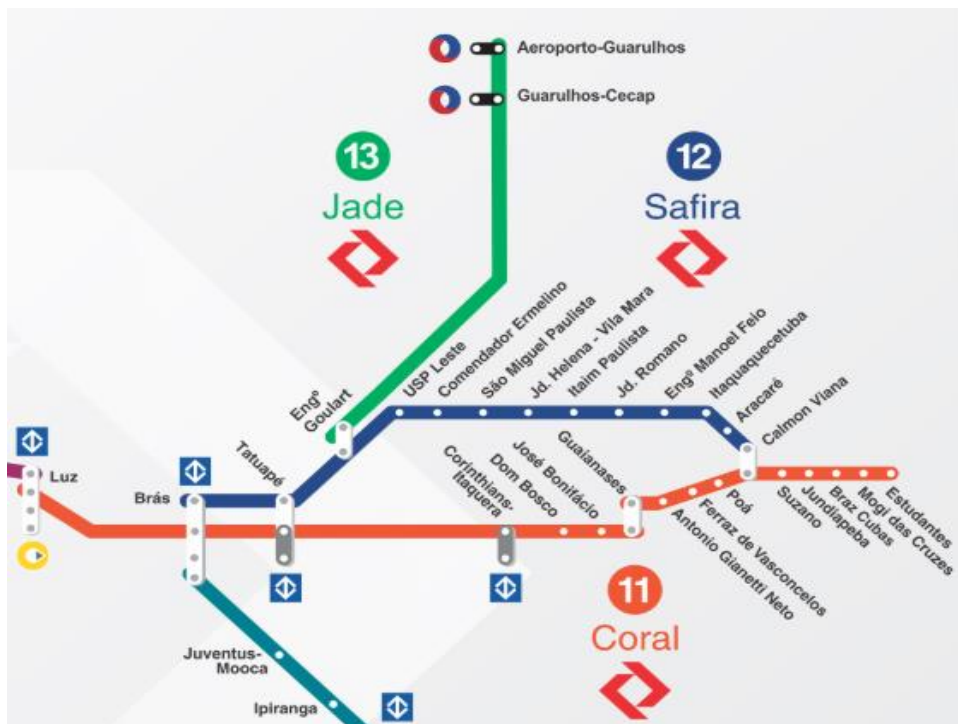 Aeroporto-Guarulhos
Guarulhos-Cecap
13
Jade
12
Safira
Engº
Goulart
USP Leste
Comendador Ermelino
São Miguel Paulista
Jd. Helena - Vila Mara
Itaim Paulista
Jd. Romano
Engº Manoel Feio
Itaquaquecetuba
Aracaré
Calmon Viana
Luz
Brás
Tatuapé
Corinthians-
Itaquera
Dom Bosco
José Bonifácio
Guaianases
Antonio Gianetti Neto
Ferraz de Vasconcelos
Poá
Suzano
Jundiapeba
Braz Cubas
Mogi das Cruzes
Estudantes
11
Coral
Juventus-
Mooca
Ipiranga